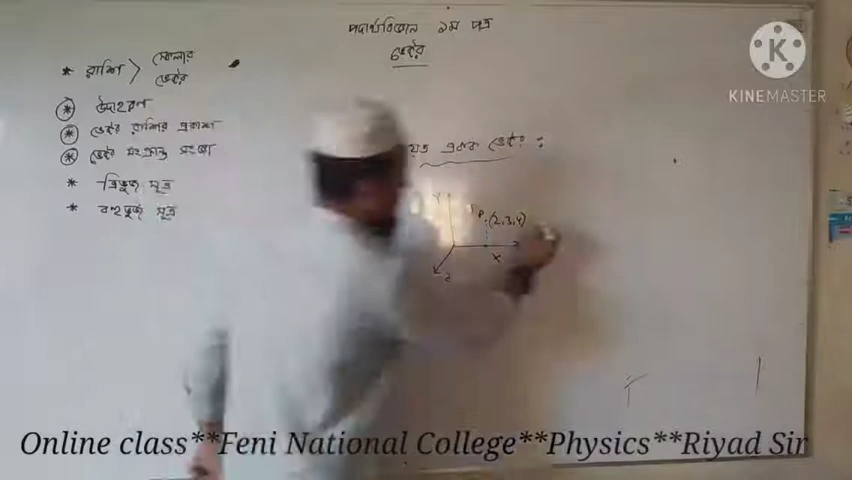 পদার্থবিজ্ঞান ১ম পত্র
ভেক্টর
* রাশি > স্কেলার
ভেক্টর
* উদাহরণ
* ভেক্টর রাশির প্রকাশ
* ভেক্টর সংক্রান্ত সংজ্ঞা
* ত্রিভুজ সূত্র
* বহুভুজ সূত্র
একক ভেক্টর :
Y
P (2,3,4)
X
Z
KINEMASTER
Online class**Feni National College**Physics**Riyad Sir